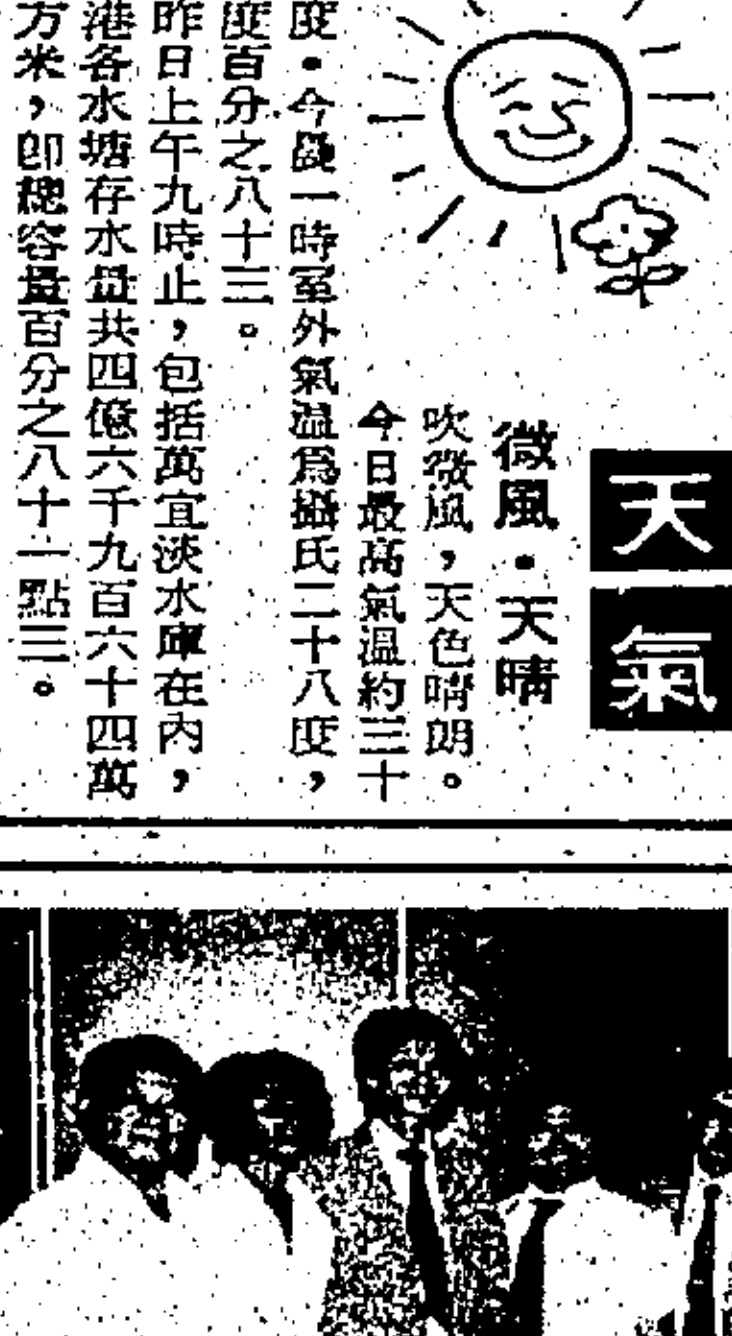 天氣
微風·天晴
吹微風，天色晴朗。
今日最高氣溫約三十
度·今晨一時室外氣溫爲攝氏二十八度，
度百分之八十三。
昨日上午九時止，包括萬宜淡水庫在內，
港各水塘存水量共四億六千九百六十四萬
方米，即總容量百分之八十一點三。